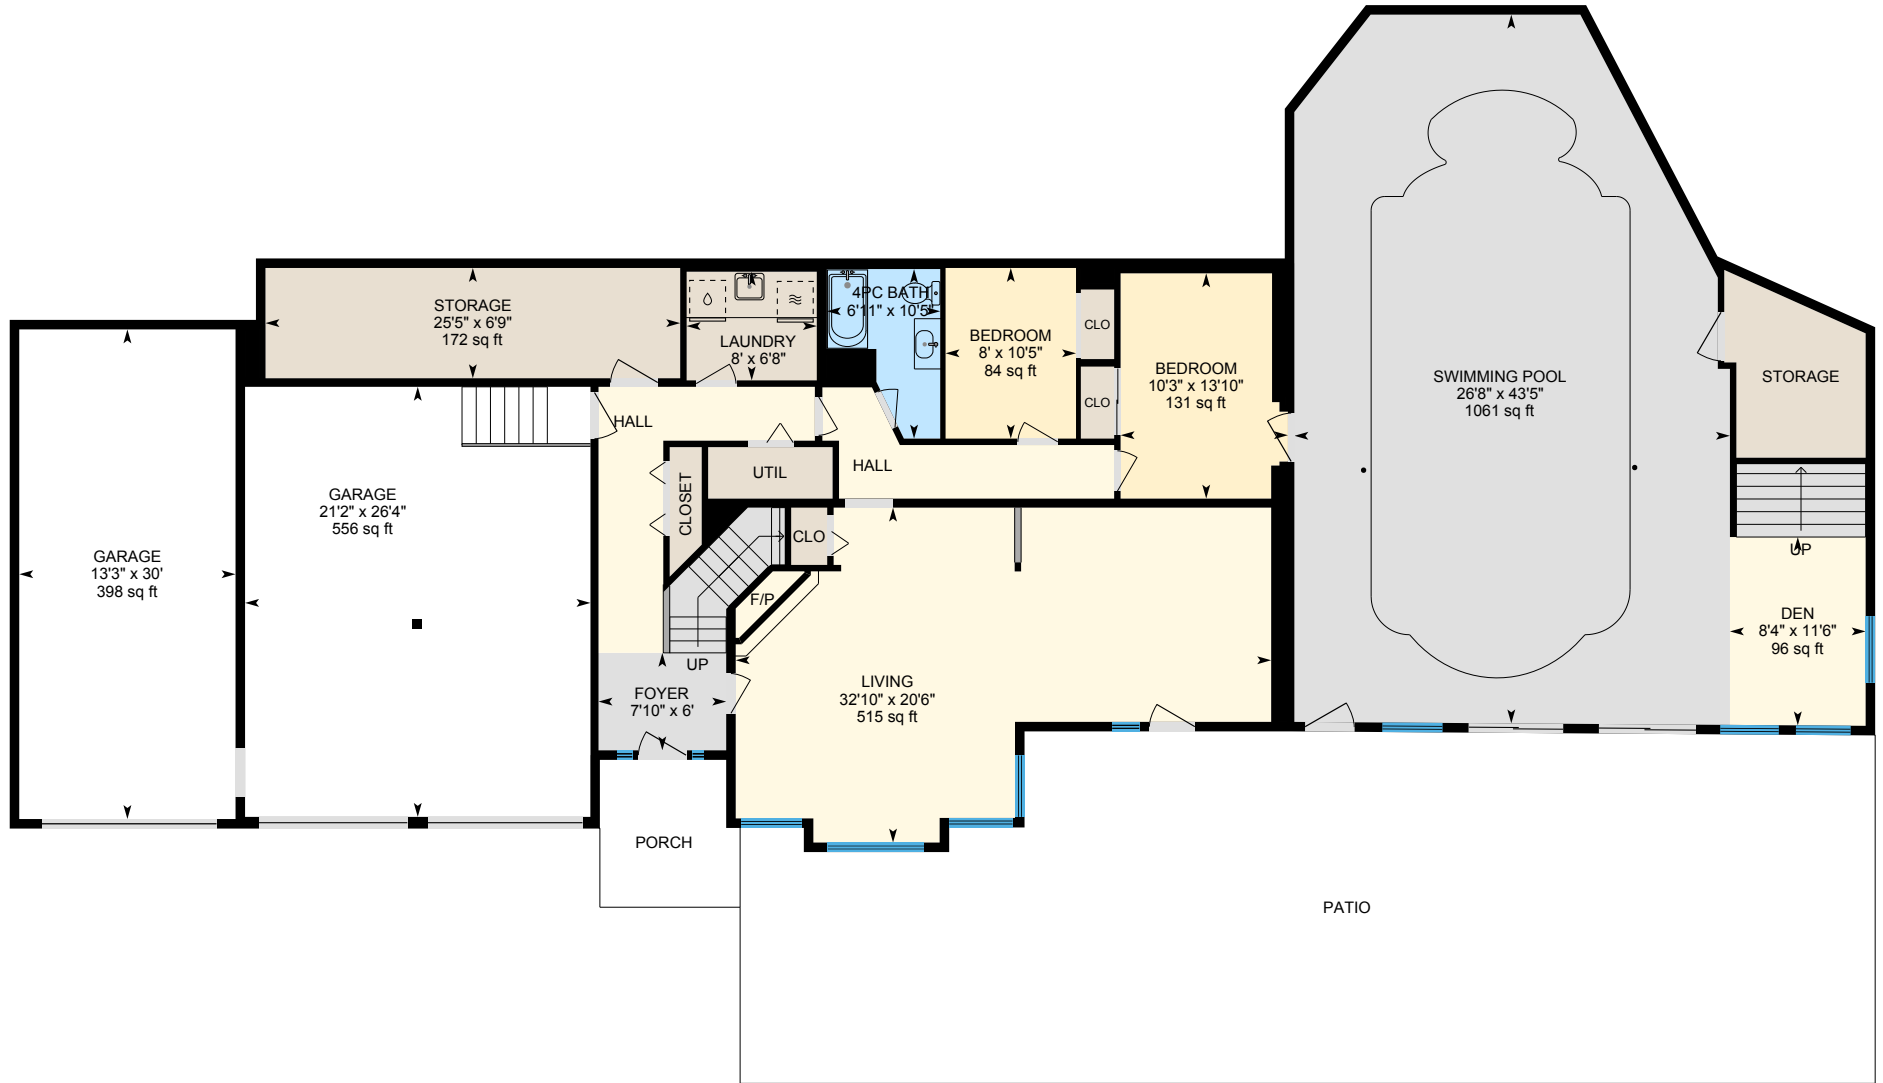 STORAGE
25'5" x 6'9"
172 sq ft
LAUNDRY
8' x 6'8"
4PC BATH
6'11" x 10'5"
BEDROOM
8' x 10'5"
84 sq ft
CLO
CLO
BEDROOM
10'3" x 13'10"
131 sq ft
SWIMMING POOL
26'8" x 43'5"
1061 sq ft
STORAGE
HALL
HALL
UTIL
CLOSET
GARAGE
21'2" x 26'4"
556 sq ft
GARAGE
13'3" x 30'
398 sq ft
CLO
F/P
UP
UP
DEN
8'4" x 11'6"
96 sq ft
FOYER
7'10" x 6'
LIVING
32'10" x 20'6"
515 sq ft
PORCH
PATIO